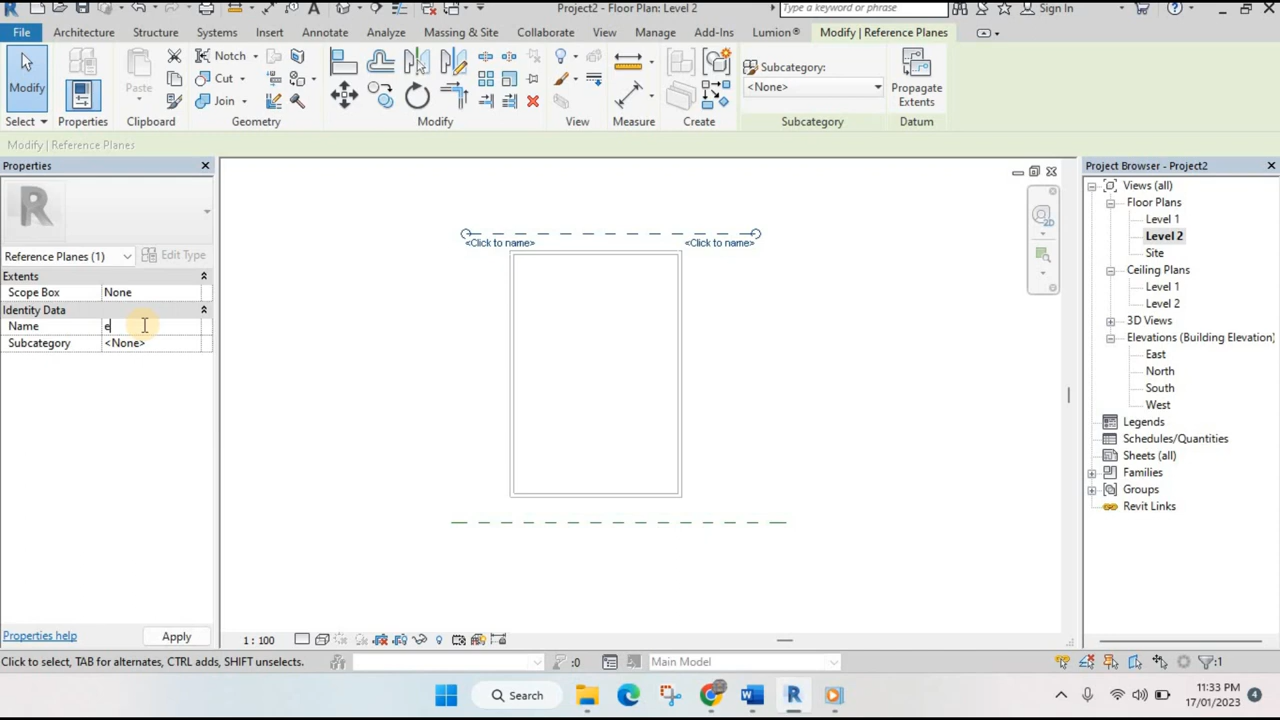 Project2 - Floor Plan: Level 2
Type a keyword or phrase
Sign In
File Architecture Structure Systems Insert Annotate Analyze Massing & Site Collaborate View Manage Add-Ins Lumion® Modify | Reference Planes
Modify
Paste
Notch
Cut
Join
Subcategory:
<None>
Propagate
Extents
Select Properties Clipboard Geometry Modify View Measure Create Subcategory Datum
Modify | Reference Planes
Properties
R
Reference Planes (1) Edit Type
Extents
Scope Box None
Identity Data
Name e
Subcategory <None>
Properties help Apply
<Click to name> <Click to name>
2D
1 : 100
Project Browser - Project2
Views (all)
Floor Plans
Level 1
Level 2
Site
Ceiling Plans
Level 1
Level 2
3D Views
Elevations (Building Elevation)
East
North
South
West
Legends
Schedules/Quantities
Sheets (all)
Families
Groups
Revit Links
Click to select, TAB for alternates, CTRL adds, SHIFT unselects.
:0
Main Model
:1
Search
11:33 PM
17/01/2023
4